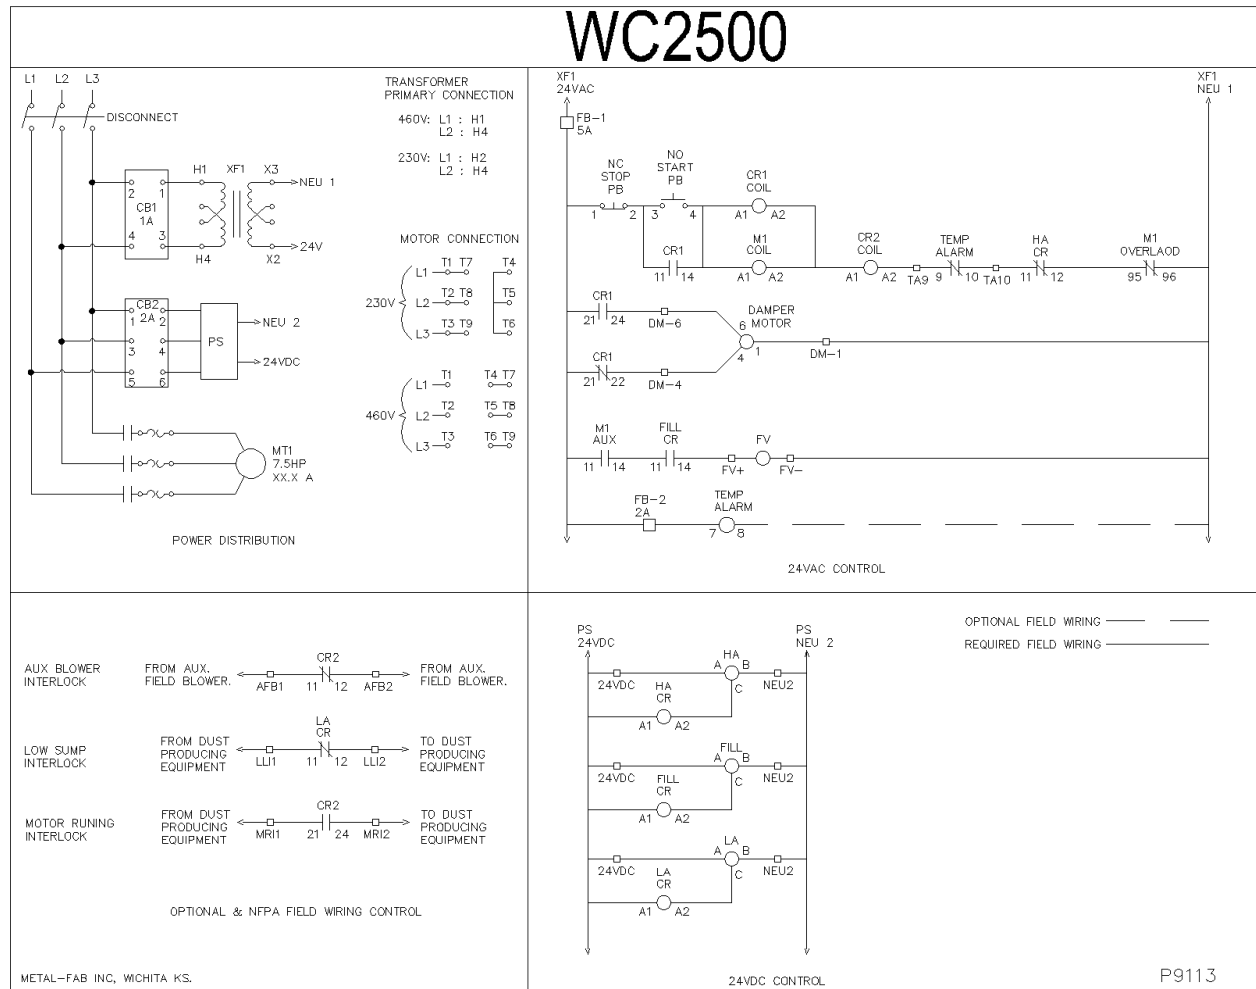 WC2500
L1 L2 L3
DISCONNECT
TRANSFORMER
PRIMARY CONNECTION
460V: L1 : H1
L2 : H4
230V: L1 : H2
L2 : H4
H1 XF1 X3
NEU 1
2 1
CB1
1A
4 3
H4 X2
24V
MOTOR CONNECTION
T1 T7 T4
L1
230V
T2 T8 T5
L2
T3 T9 T6
L3
CB2
2A
1 2
3 4
5 6
PS
NEU 2
24VDC
T1 T4 T7
L1
460V
T2 T5 T8
L2
T3 T6 T9
L3
MT1
7.5HP
XX.X A
POWER DISTRIBUTION
XF1
24VAC
XF1
NEU 1
FB-1
5A
NC
STOP
PB
1 2
NO
START
PB
3 4
CR1
COIL
A1 A2
CR1
11 14
M1
COIL
A1 A2
CR2
COIL
A1 A2
TA9
TEMP
ALARM
9 10
TA10
HA
CR
11 12
M1
OVERLAOD
95 96
CR1
21 24
DM-6
DAMPER
MOTOR
6
1
4
DM-1
CR1
21 22
DM-4
M1
AUX
11 14
FILL
CR
11 14
FV+
FV
FV-
FB-2
2A
TEMP
ALARM
7 8
24VAC CONTROL
AUX BLOWER
INTERLOCK
FROM AUX.
FIELD BLOWER.
AFB1
CR2
11 12
AFB2
FROM AUX.
FIELD BLOWER.
LOW SUMP
INTERLOCK
FROM DUST
PRODUCING
EQUIPMENT
LLI1
LA
CR
11 12
LLI2
TO DUST
PRODUCING
EQUIPMENT
MOTOR RUNING
INTERLOCK
FROM DUST
PRODUCING
EQUIPMENT
MRI1
CR2
21 24
MRI2
TO DUST
PRODUCING
EQUIPMENT
OPTIONAL & NFPA FIELD WIRING CONTROL
METAL-FAB INC, WICHITA KS.
PS
24VDC
PS
NEU 2
OPTIONAL FIELD WIRING
REQUIRED FIELD WIRING
24VDC
HA
A B
C
NEU2
HA
CR
A1 A2
24VDC
FILL
A B
C
NEU2
FILL
CR
A1 A2
24VDC
LA
A B
C
NEU2
LA
CR
A1 A2
24VDC CONTROL
P9113